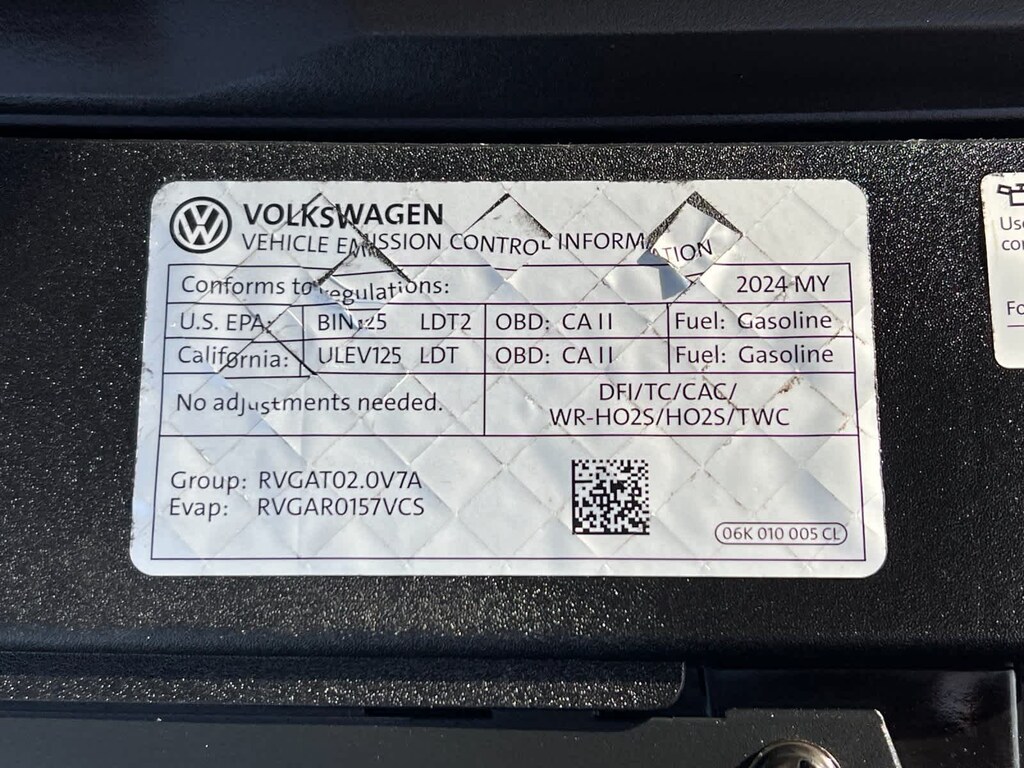 VOLKSWAGEN
VEHICLE EMISSION CONTROL INFORMATION
Conforms to regulations: 2024 MY
U.S. EPA: BIN125 LDT2 OBD: CA II Fuel: Gasoline
California: ULEV125 LDT OBD: CA II Fuel: Gasoline
No adjustments needed.
DFI/TC/CAC/
WR-HO2S/HO2S/TWC
Group: RVGAT02.0V7A
Evap: RVGAR0157VCS
06K 010 005 CL